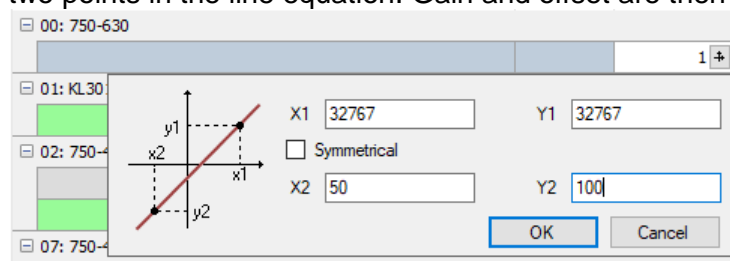 two points in the line equation. Gain and offset are then
00: 750-630
1
01: KL30
02: 750-4
07: 750-4
y1
x2
x1
y2
X1 32767 Y1 32767
Symmetrical
X2 50 Y2 100
OK Cancel